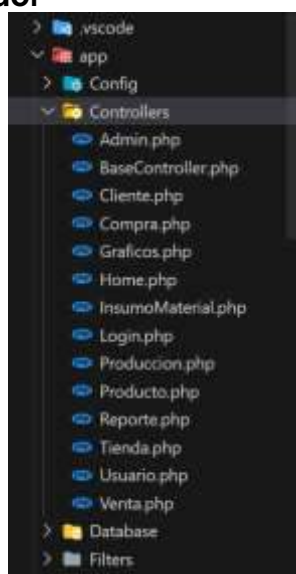 .vscode
app
Config
Controllers
Admin.php
BaseController.php
Cliente.php
Compra.php
Graficos.php
Home.php
InsumoMaterial.php
Login.php
Produccion.php
Producto.php
Reporte.php
Tienda.php
Usuario.php
Venta.php
Database
Filters